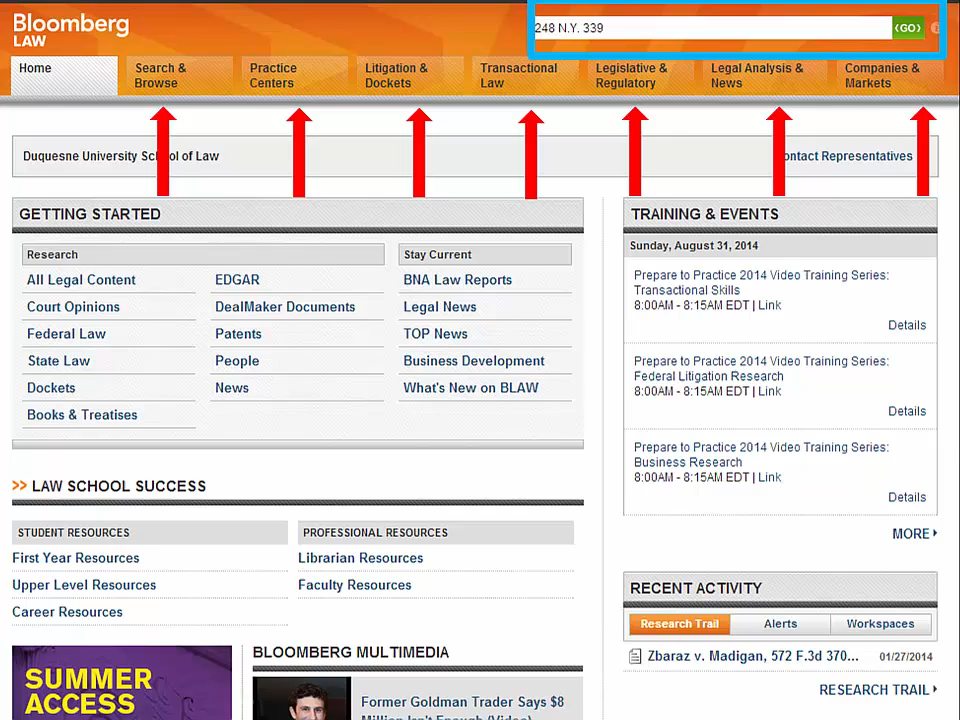 Bloomberg
LAW
248 N.Y. 339
‹GO›
Home
Search &
Browse
Practice
Centers
Litigation &
Dockets
Transactional
Law
Legislative &
Regulatory
Legal Analysis &
News
Companies &
Markets
Duquesne University School of Law
ontact Representatives
GETTING STARTED
Research
All Legal Content
Court Opinions
Federal Law
State Law
Dockets
Books & Treatises
EDGAR
DealMaker Documents
Patents
People
News
Stay Current
BNA Law Reports
Legal News
TOP News
Business Development
What's New on BLAW
TRAINING & EVENTS
Sunday, August 31, 2014
Prepare to Practice 2014 Video Training Series:
Transactional Skills
8:00AM - 8:15AM EDT | Link
Details
Prepare to Practice 2014 Video Training Series:
Federal Litigation Research
8:00AM - 8:15AM EDT | Link
Details
Prepare to Practice 2014 Video Training Series:
Business Research
8:00AM - 8:15AM EDT | Link
Details
MORE
>> LAW SCHOOL SUCCESS
STUDENT RESOURCES
First Year Resources
Upper Level Resources
Career Resources
PROFESSIONAL RESOURCES
Librarian Resources
Faculty Resources
RECENT ACTIVITY
Research Trail
Alerts
Workspaces
Zbaraz v. Madigan, 572 F.3d 370...
01/27/2014
RESEARCH TRAIL
SUMMER
ACCESS
BLOOMBERG MULTIMEDIA
Former Goldman Trader Says $8
Million Isn't Enough (Video)